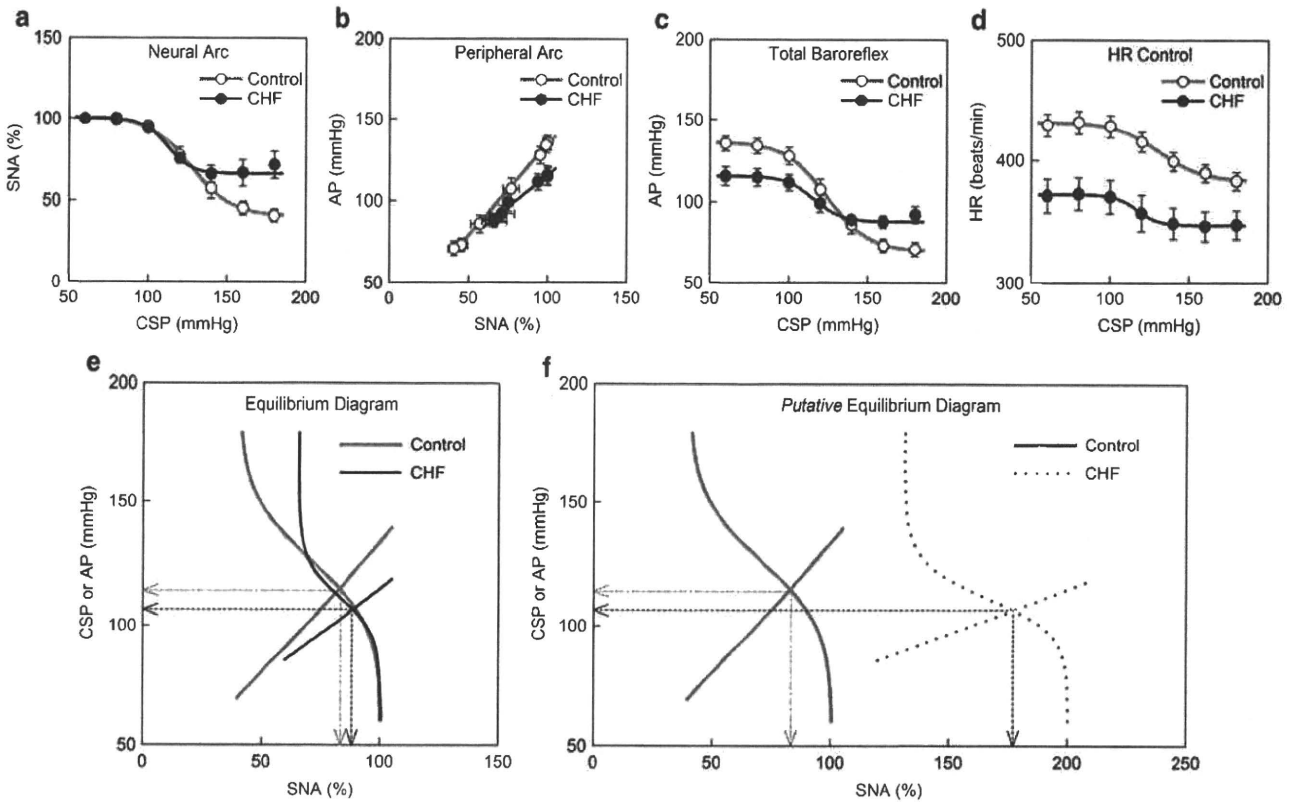 a
Neural Arc
Control
CHF
150
100
50
0
SNA (%)
50
100
150
200
CSP (mmHg)
b
Peripheral Arc
Control
CHF
200
150
100
50
AP (mmHg)
0
50
100
150
SNA (%)
c
Total Baroreflex
Control
CHF
200
150
100
50
AP (mmHg)
50
100
150
200
CSP (mmHg)
d
HR Control
Control
CHF
500
400
300
HR (beats/min)
50
100
150
200
CSP (mmHg)
e
Equilibrium Diagram
Control
CHF
200
150
100
50
CSP or AP (mmHg)
0
50
100
150
SNA (%)
f
Putative Equilibrium Diagram
Control
CHF
200
150
100
50
CSP or AP (mmHg)
0
50
100
150
200
250
SNA (%)